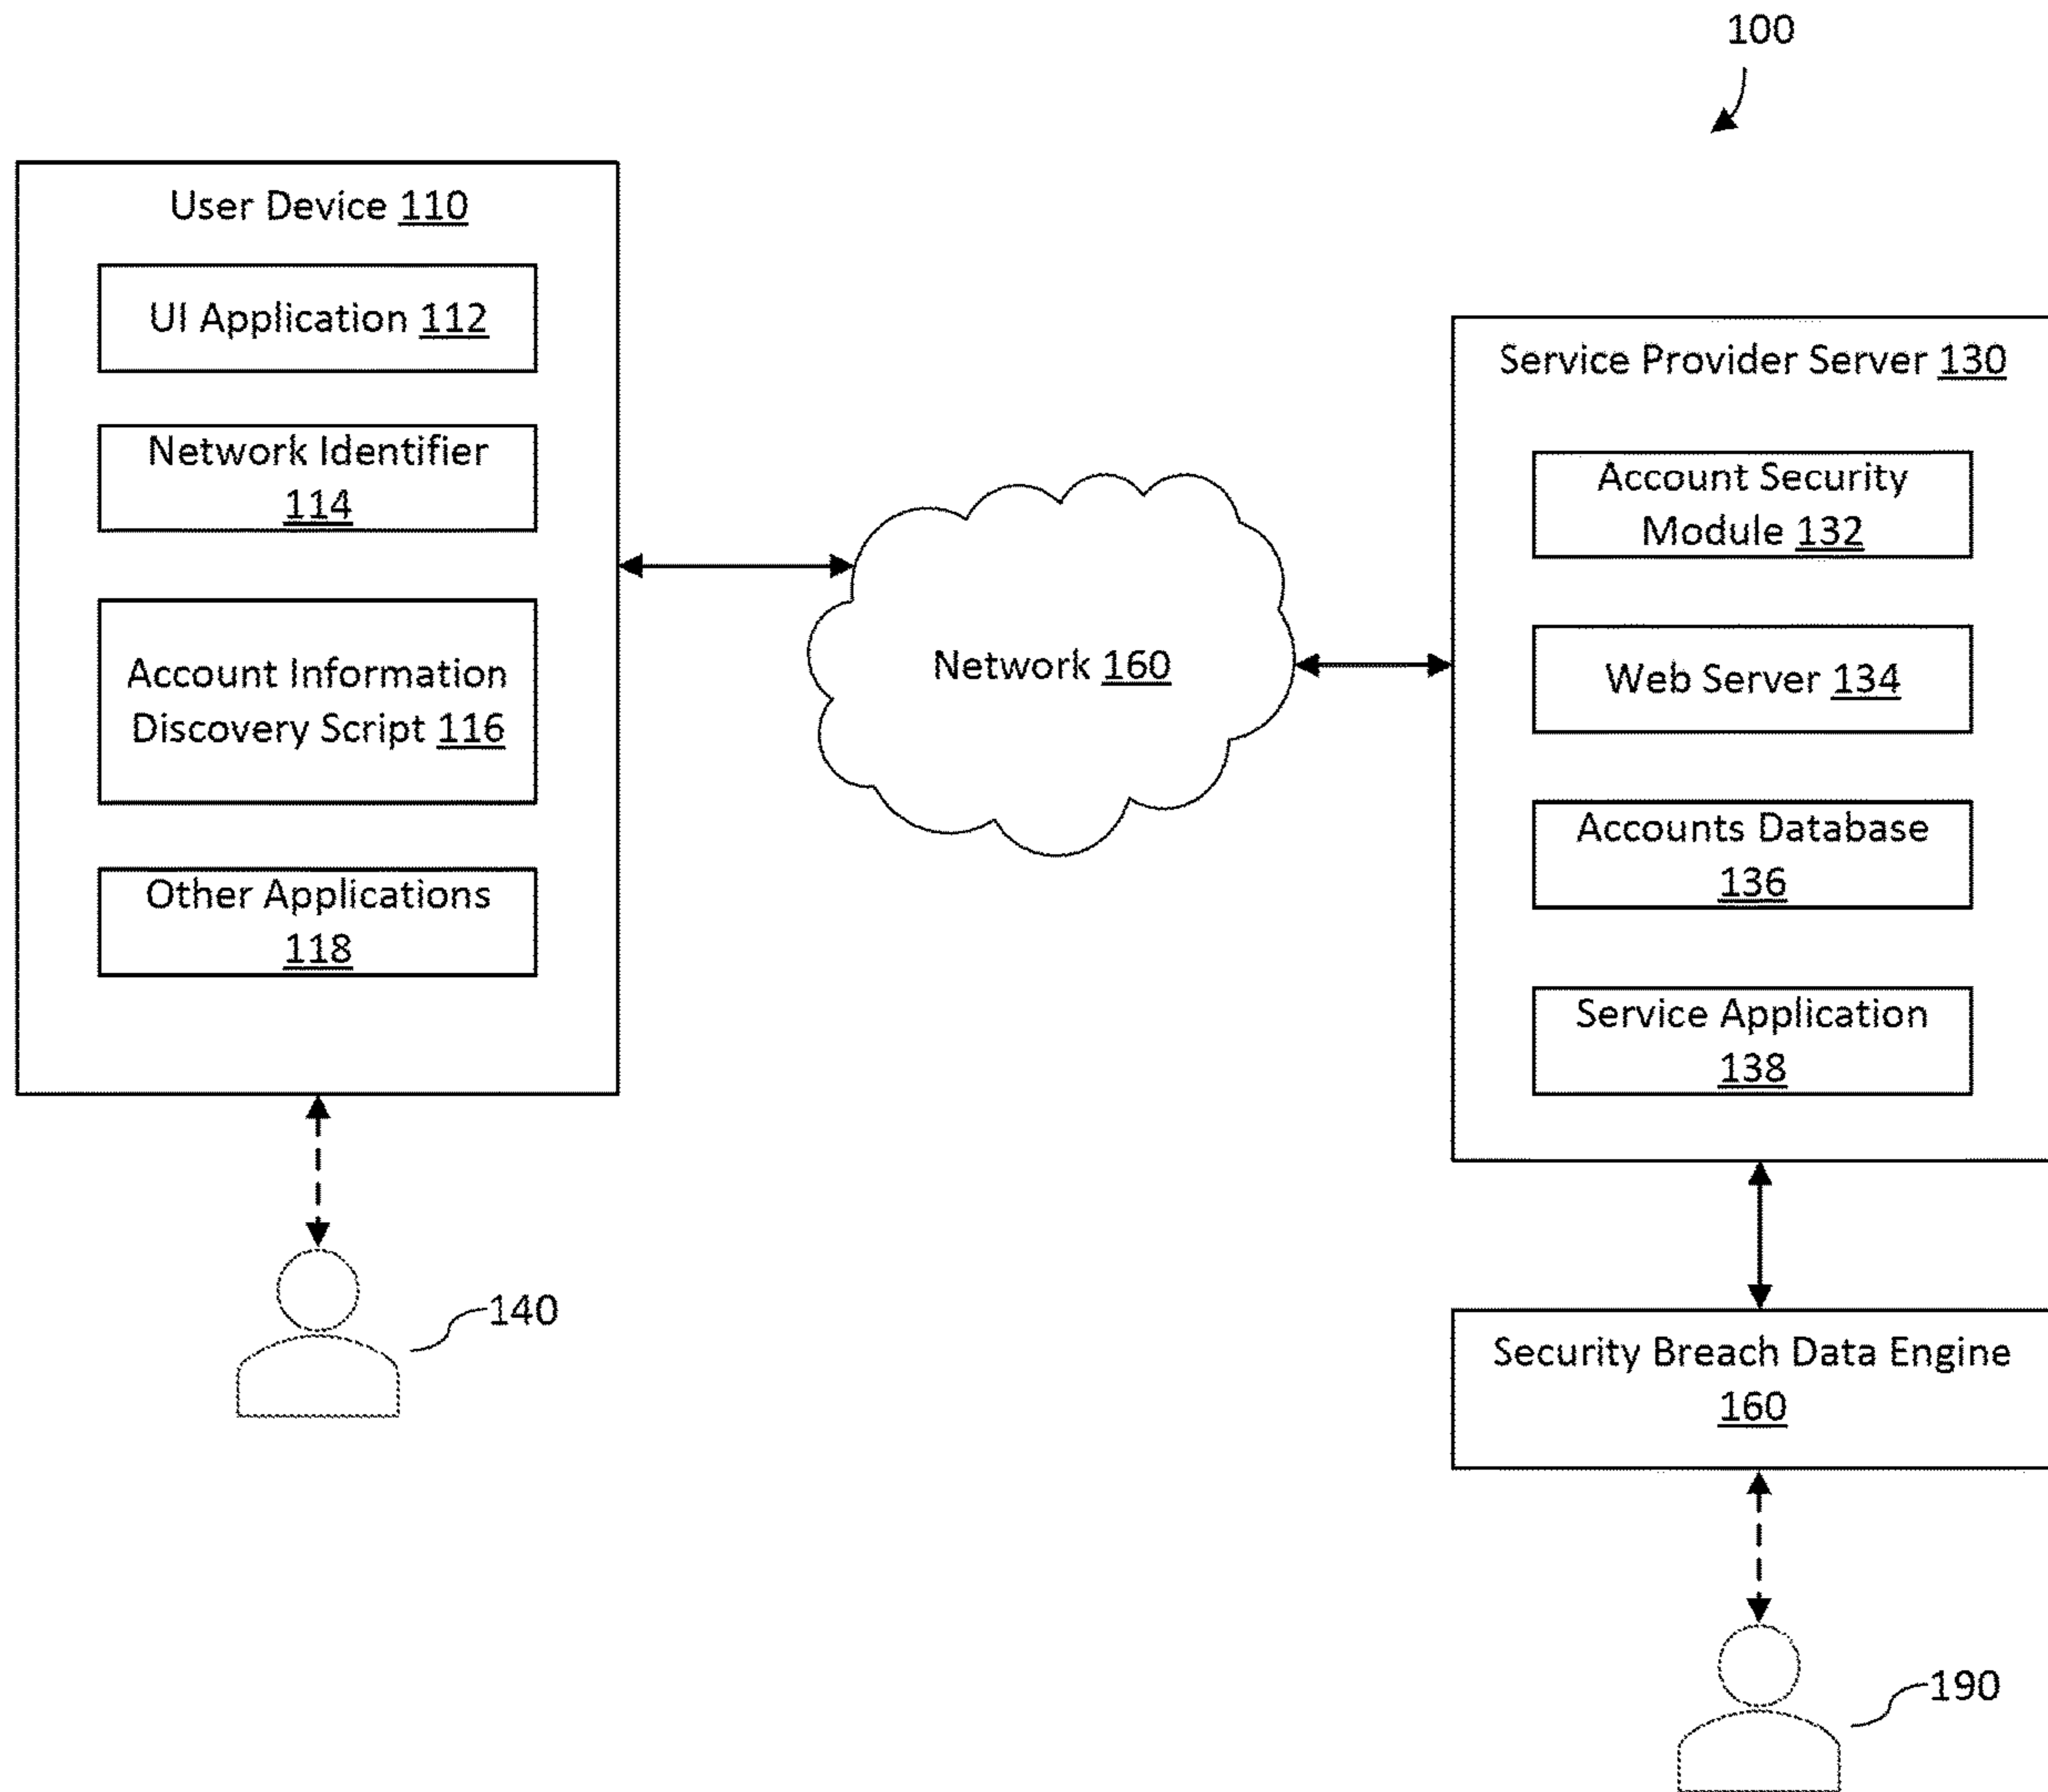 100
User Device 110
UI Application 112
Network Identifier
114
Account Information
Discovery Script 116
Other Applications
118
140
Network 160
Service Provider Server 130
Account Security
Module 132
Web Server 134
Accounts Database
136
Service Application
138
Security Breach Data Engine
160
190